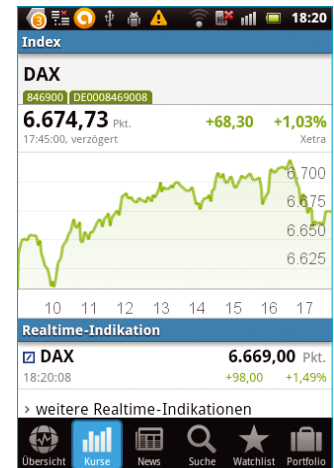 18:20
Index
DAX
846900 DE0008469008
6.674,73 Pkt. +68,30 +1,03%
17:45:00, verzögert Xetra
6.700
6.675
6.650
6.625
10 11 12 13 14 15 16 17
Realtime-Indikation
DAX 6.669,00 Pkt.
18:20:08 +98,00 +1,49%
› weitere Realtime-Indikationen
Übersicht Kurse News Suche Watchlist Portfolio